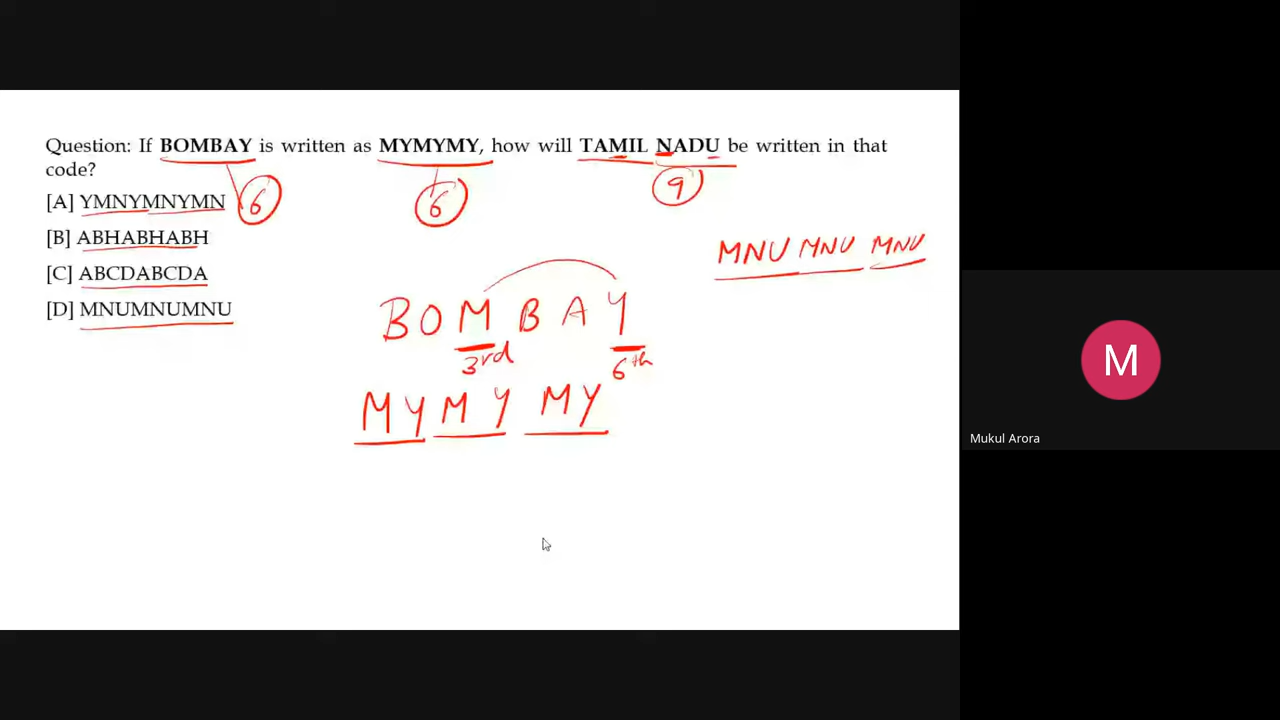 Question: If BOMBAY is written as MYMYMY, how will TAMIL NADU be written in that
code?
[A] YMNYMNYMN
[B] ABHABHABH
[C] ABCDABCDA
[D] MNUMNUMNU
6
6
9
MNU MNU MNU
B O M B A Y
3rd 6th
MY MY MY
M
Mukul Arora